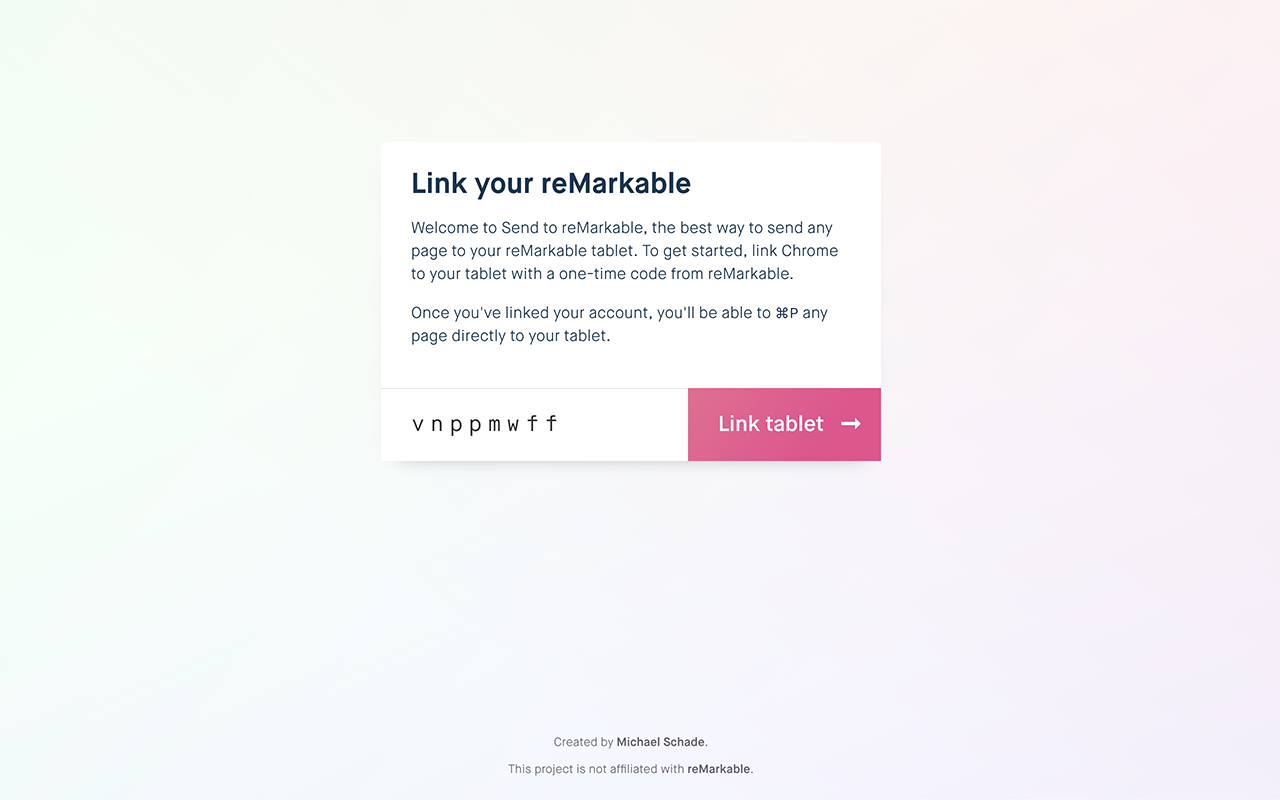 Link your reMarkable
Welcome to Send to reMarkable, the best way to send any
page to your reMarkable tablet. To get started, link Chrome
to your tablet with a one-time code from reMarkable.
Once you've linked your account, you'll be able to ⌘P any
page directly to your tablet.
vnppmwff
Link tablet →
Created by Michael Schade.
This project is not affiliated with reMarkable.